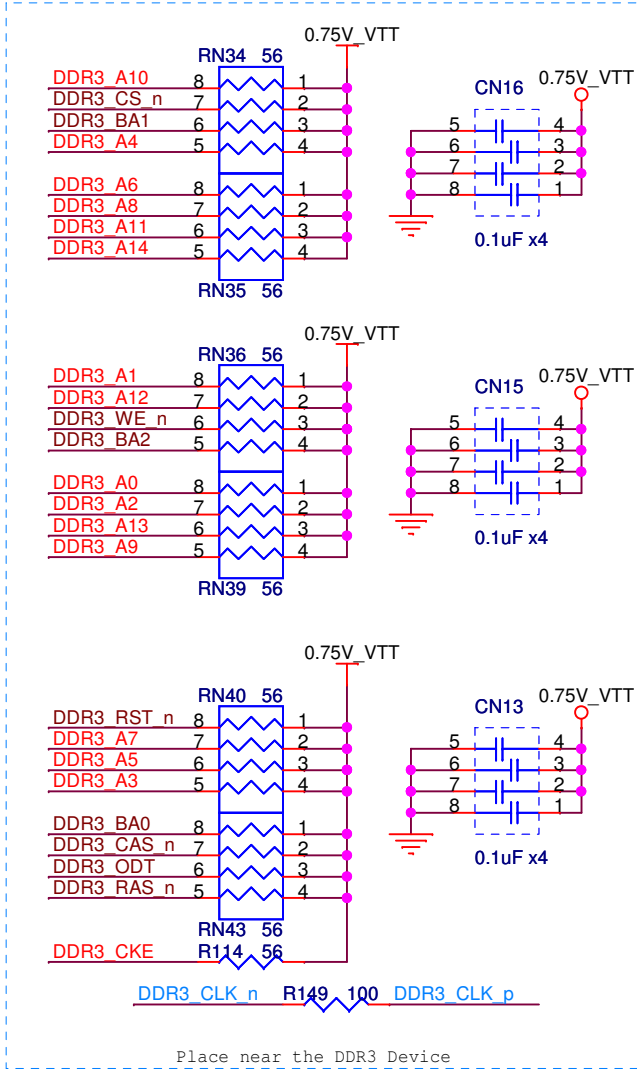 0.75V_VTT
RN34 56
DDR3_A10 8 1
DDR3_CS_n 7 2
DDR3_BA1 6 3
DDR3_A4 5 4
DDR3_A6 8 1
DDR3_A8 7 2
DDR3_A11 6 3
DDR3_A14 5 4
RN35 56
0.75V_VTT
CN16
5 4
6 3
7 2
8 1
0.1uF x4
0.75V_VTT
RN36 56
DDR3_A1 8 1
DDR3_A12 7 2
DDR3_WE_n 6 3
DDR3_BA2 5 4
DDR3_A0 8 1
DDR3_A2 7 2
DDR3_A13 6 3
DDR3_A9 5 4
RN39 56
0.75V_VTT
CN15
5 4
6 3
7 2
8 1
0.1uF x4
0.75V_VTT
RN40 56
DDR3_RST_n 8 1
DDR3_A7 7 2
DDR3_A5 6 3
DDR3_A3 5 4
DDR3_BA0 8 1
DDR3_CAS_n 7 2
DDR3_ODT 6 3
DDR3_RAS_n 5 4
RN43 56
DDR3_CKE R114 56
0.75V_VTT
CN13
5 4
6 3
7 2
8 1
0.1uF x4
DDR3_CLK_n R149 100 DDR3_CLK_p
Place near the DDR3 Device